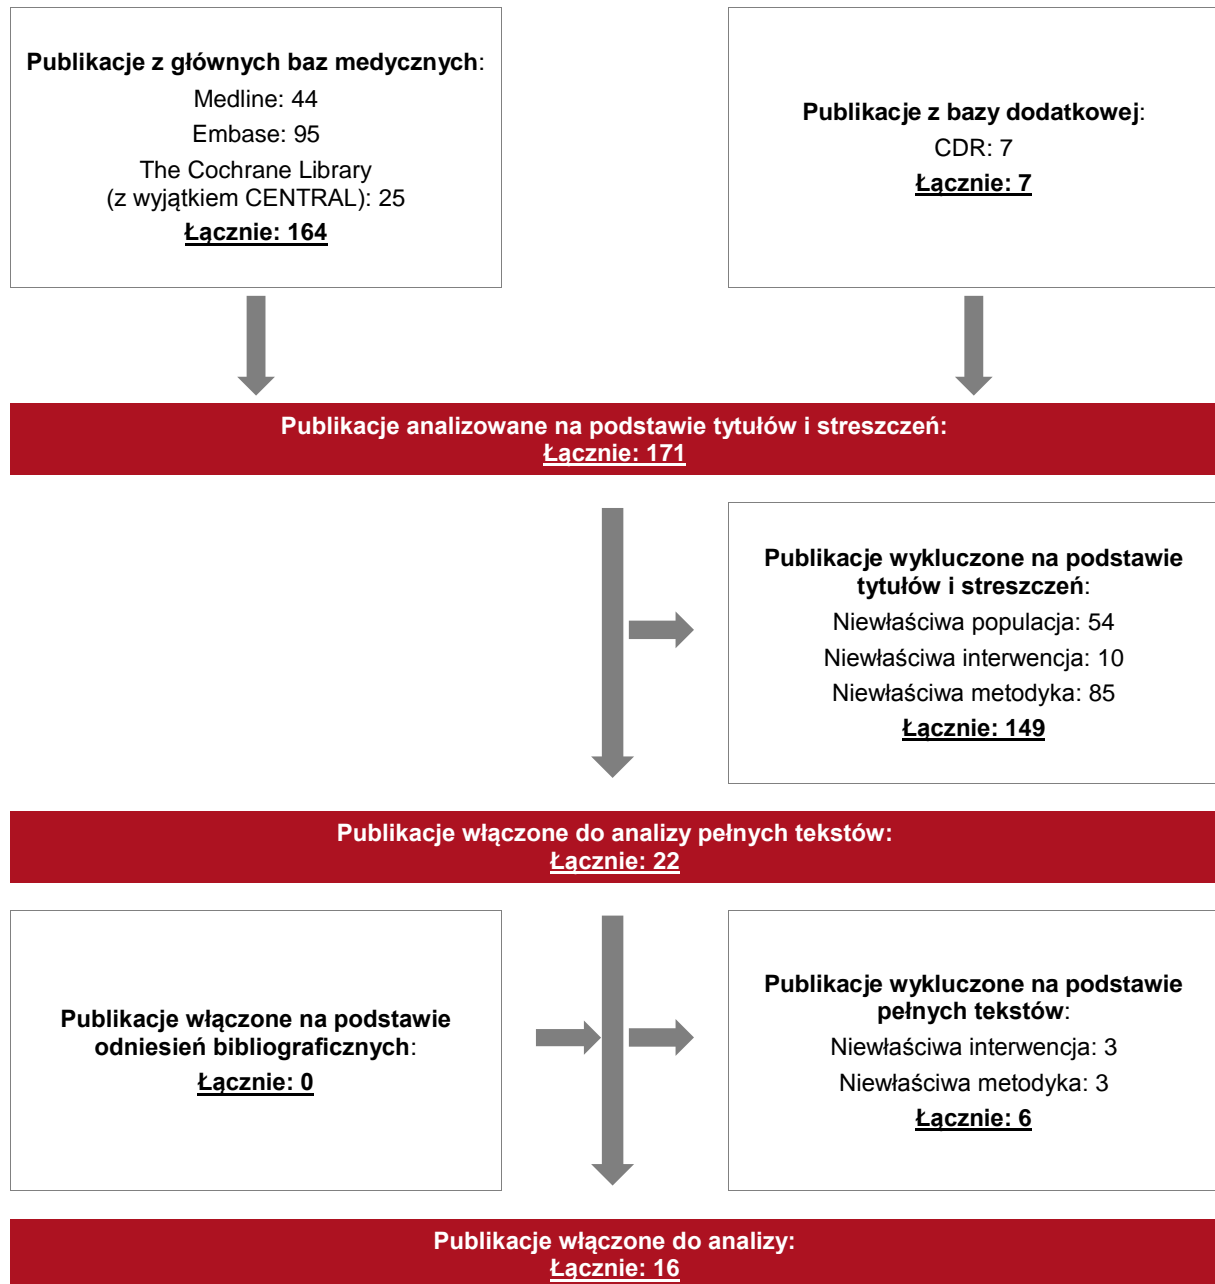 Publikacje z głównych baz medycznych:
Medline: 44
Embase: 95
The Cochrane Library
(z wyjątkiem CENTRAL): 25
Łącznie: 164
Publikacje z bazy dodatkowej:
CDR: 7
Łącznie: 7
Publikacje analizowane na podstawie tytułów i streszczeń:
Łącznie: 171
Publikacje wykluczone na podstawie
tytułów i streszczeń:
Niewłaściwa populacja: 54
Niewłaściwa interwencja: 10
Niewłaściwa metodyka: 85
Łącznie: 149
Publikacje włączone do analizy pełnych tekstów:
Łącznie: 22
Publikacje włączone na podstawie
odniesień bibliograficznych:
Łącznie: 0
Publikacje wykluczone na podstawie
pełnych tekstów:
Niewłaściwa interwencja: 3
Niewłaściwa metodyka: 3
Łącznie: 6
Publikacje włączone do analizy:
Łącznie: 16